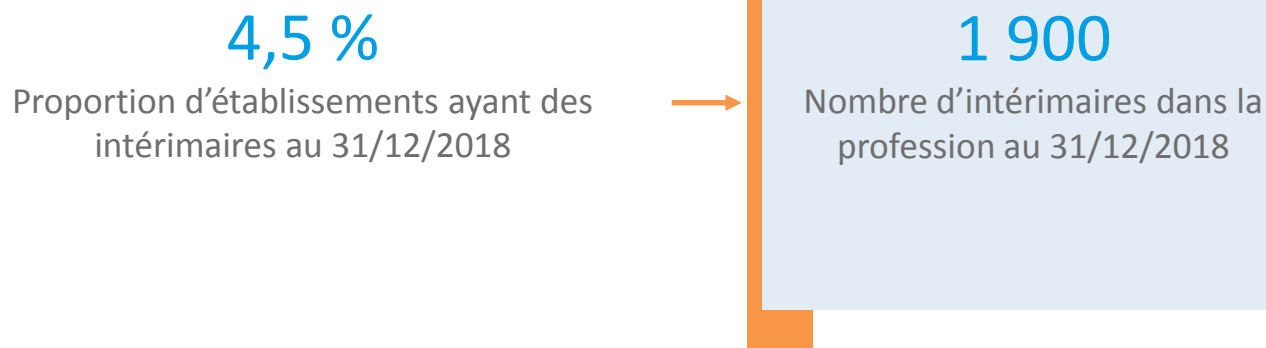 4,5 %
Proportion d’établissements ayant des
intérimaires au 31/12/2018
1 900
Nombre d’intérimaires dans la
profession au 31/12/2018